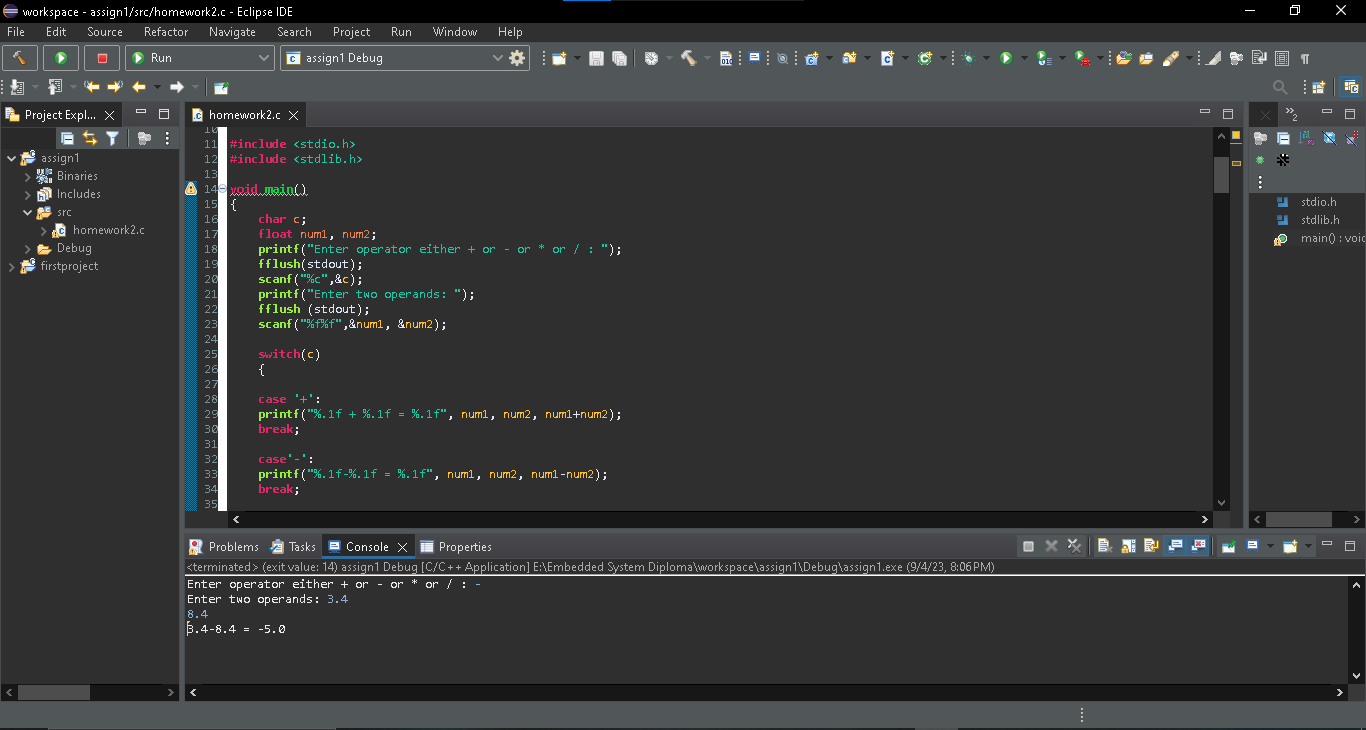 workspace - assign1/src/homework2.c - Eclipse IDE
File Edit Source Refactor Navigate Search Project Run Window Help
Run
assign1 Debug
Project Expl...
homework2.c
2
assign1
Binaries
Includes
src
homework2.c
Debug
firstproject
10
11 #include <stdio.h>
12 #include <stdlib.h>
13
14 void main()
15 {
16 char c;
17 float num1, num2;
18 printf("Enter operator either + or - or * or / : ");
19 fflush(stdout);
20 scanf("%c",&c);
21 printf("Enter two operands: ");
22 fflush (stdout);
23 scanf("%f%f",&num1, &num2);
24
25 switch(c)
26 {
27
28 case '+':
29 printf("%.1f + %.1f = %.1f", num1, num2, num1+num2);
30 break;
31
32 case'-':
33 printf("%.1f-%.1f = %.1f", num1, num2, num1-num2);
34 break;
35
stdio.h
stdlib.h
main() : voic
Problems Tasks Console Properties
<terminated> (exit value: 14) assign1 Debug [C/C++ Application] E:\Embedded System Diploma\workspace\assign1\Debug\assign1.exe (9/4/23, 8:06 PM)
Enter operator either + or - or * or / : -
Enter two operands: 3.4
8.4
3.4-8.4 = -5.0